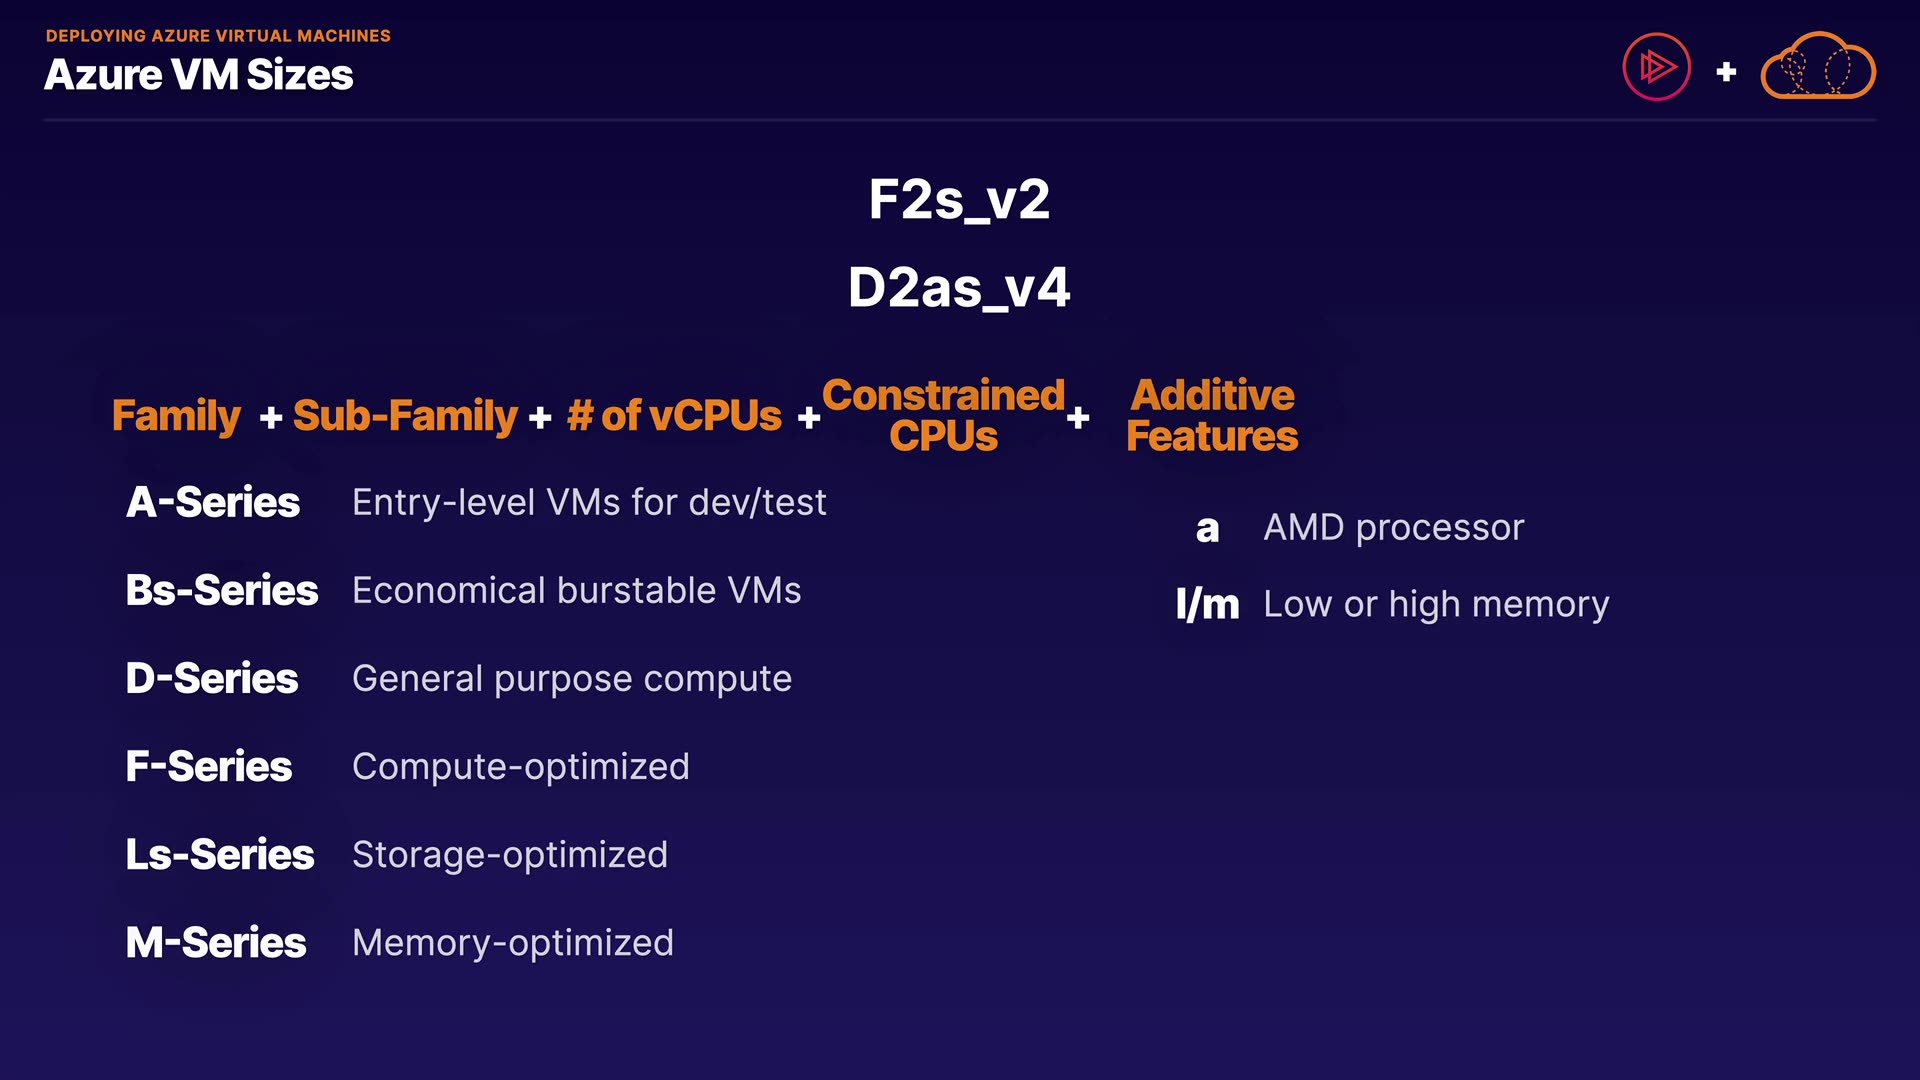 DEPLOYING AZURE VIRTUAL MACHINES
Azure VM Sizes
+
F2s_v2
D2as_v4
Family + Sub-Family + # of vCPUs + Constrained CPUs + Additive Features
A-Series Entry-level VMs for dev/test
Bs-Series Economical burstable VMs
D-Series General purpose compute
F-Series Compute-optimized
Ls-Series Storage-optimized
M-Series Memory-optimized
a AMD processor
l/m Low or high memory